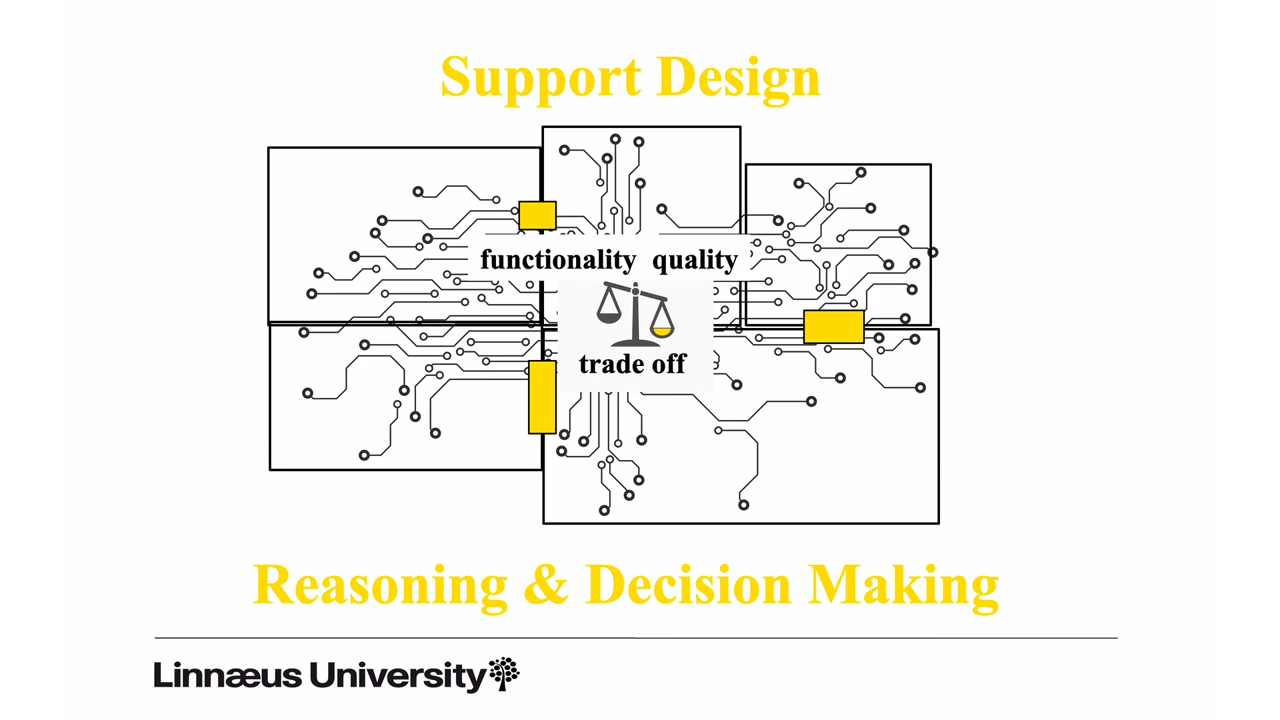 Support Design
functionality quality
trade off
Reasoning & Decision Making
Linnæus University